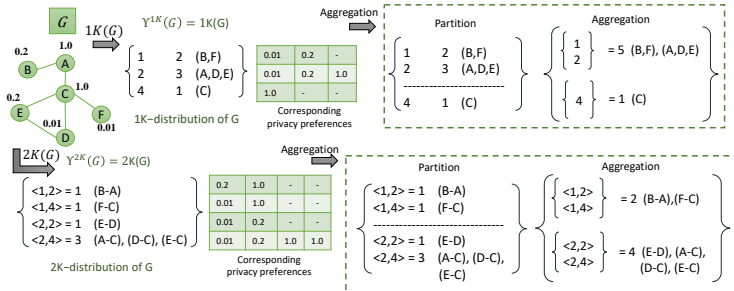 G
1K(G)
Υ^1K(G) = 1K(G)
0.2
1.0
B
A
C
1.0
0.2
E
F
0.01
0.01
D
1 2 (B,F)
2 3 (A,D,E)
4 1 (C)
1K-distribution of G
0.01 0.2 -
0.01 0.2 1.0
1.0 - -
Corresponding
privacy preferences
Aggregation
Partition
1 2 (B,F)
2 3 (A,D,E)
4 1 (C)
Aggregation
1
2
= 5 (B,F), (A,D,E)
4
= 1 (C)
2K(G)
Υ^2K(G) = 2K(G)
<1,2> = 1 (B-A)
<1,4> = 1 (F-C)
<2,2> = 1 (E-D)
<2,4> = 3 (A-C), (D-C), (E-C)
2K−distribution of G
0.2 1.0 - -
0.01 1.0 - -
0.01 0.2 - -
0.01 0.2 1.0 1.0
Corresponding
privacy preferences
Aggregation
Partition
<1,2> = 1 (B-A)
<1,4> = 1 (F-C)
<2,2> = 1 (E-D)
<2,4> = 3 (A-C), (D-C),
(E-C)
Aggregation
<1,2>
<1,4>
= 2 (B-A),(F-C)
<2,2>
<2,4>
= 4 (E-D), (A-C),
(D-C), (E-C)